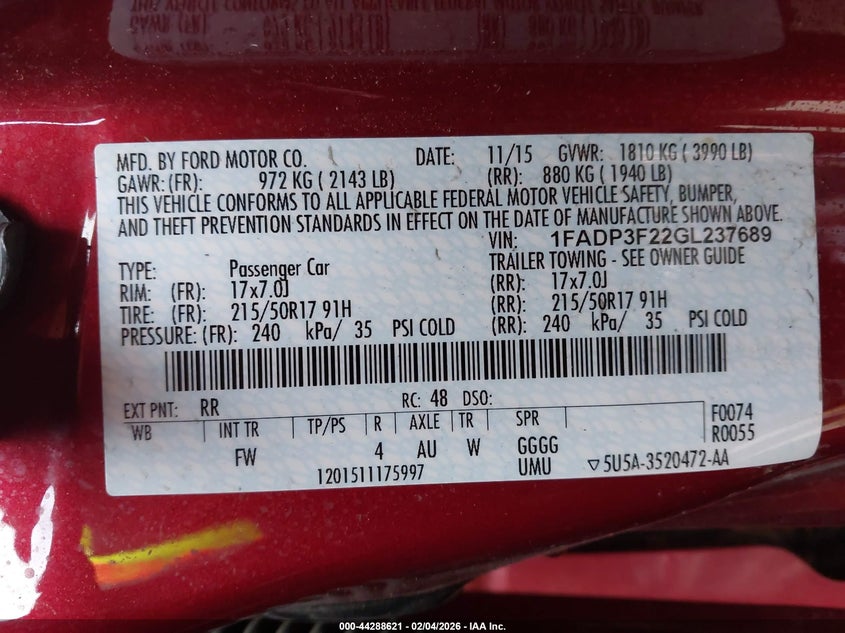 MFD. BY FORD MOTOR CO. DATE: 11/15 GVWR: 1810 KG ( 3990 LB)
GAWR: (FR): 972 KG ( 2143 LB) (RR): 880 KG ( 1940 LB)
THIS VEHICLE CONFORMS TO ALL APPLICABLE FEDERAL MOTOR VEHICLE SAFETY, BUMPER,
AND THEFT PREVENTION STANDARDS IN EFFECT ON THE DATE OF MANUFACTURE SHOWN ABOVE.
VIN: 1FADP3F22GL237689
TYPE: Passenger Car TRAILER TOWING - SEE OWNER GUIDE
RIM: (FR): 17x7.0J (RR): 17x7.0J
TIRE: (FR): 215/50R17 91H (RR): 215/50R17 91H
PRESSURE: (FR): 240 kPa/ 35 PSI COLD (RR): 240 kPa/ 35 PSI COLD
EXT PNT: RR RC: 48 DSO:
WB INT TR TP/PS R AXLE TR SPR F0074
R0055
FW 4 AU W GGGG
1201511175997 UMU ▽5U5A-3520472-AA
000-44288621 - 02/04/2026 - IAA Inc.